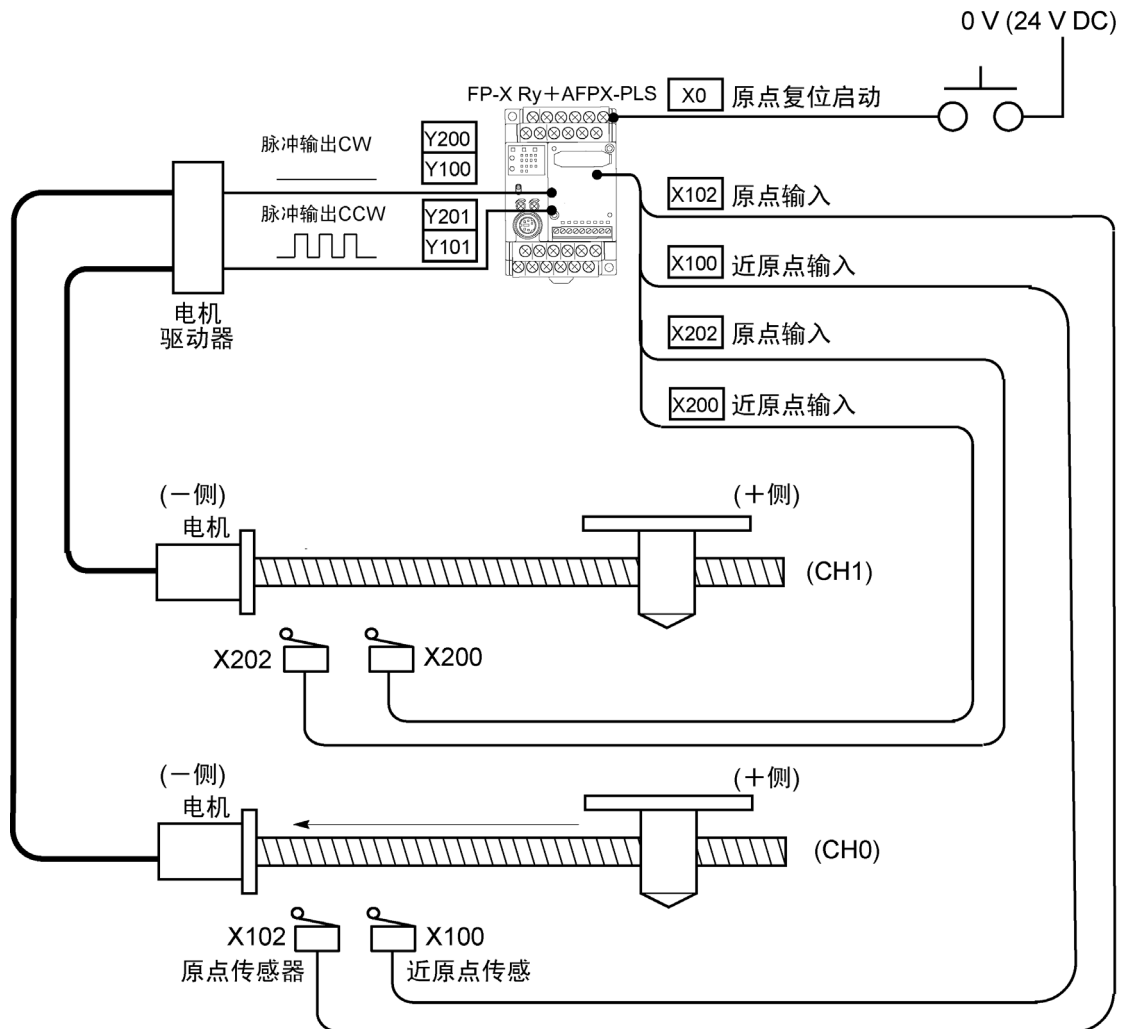 0 V (24 V DC)
FP-X Ry＋AFPX-PLS
X0 原点复位启动
脉冲输出CW
Y200
Y100
脉冲输出CCW
Y201
Y101
X102 原点输入
X100 近原点输入
X202 原点输入
X200 近原点输入
电机
驱动器
(－侧)
电机
(＋侧)
(CH1)
X202
X200
(－侧)
电机
(＋侧)
(CH0)
X102
原点传感器
X100
近原点传感